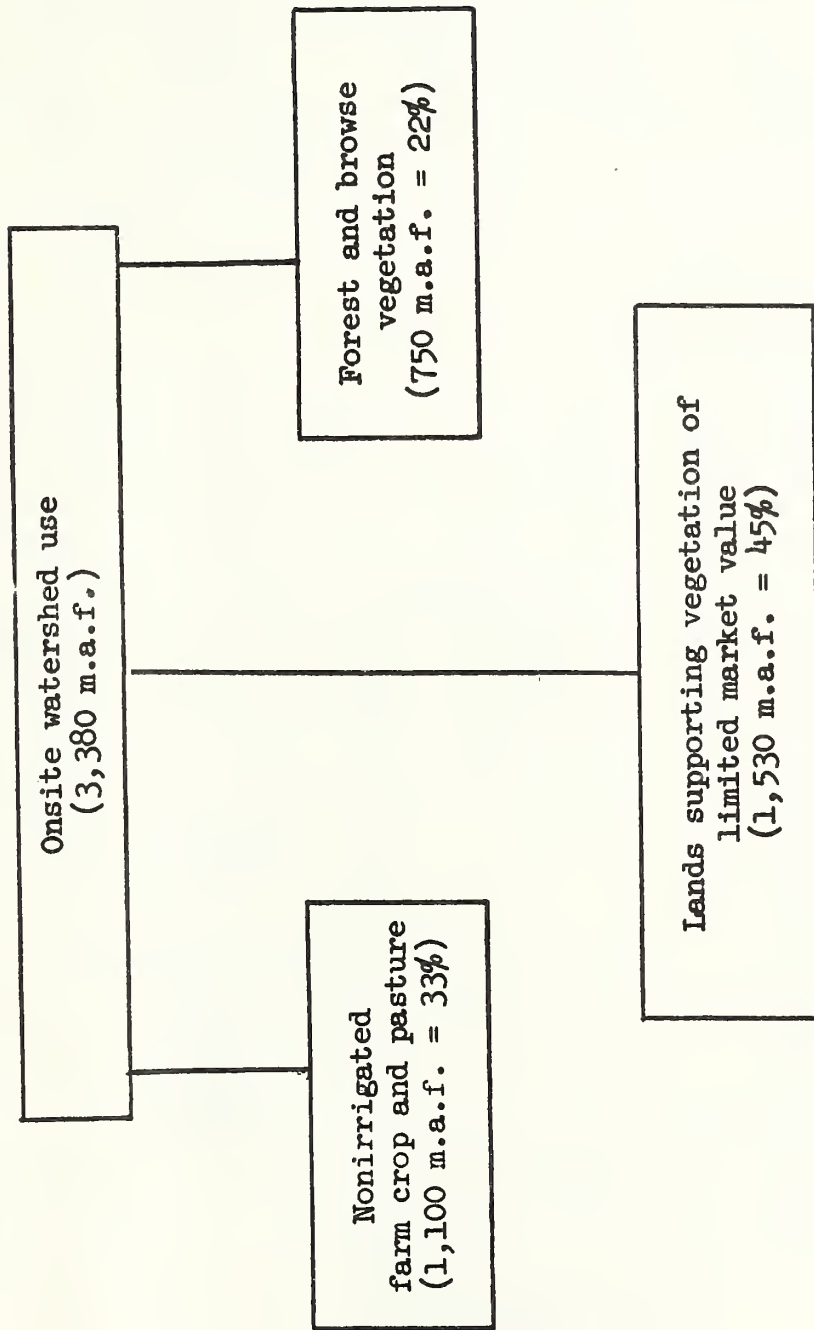 Onsite watershed use
(3,380 m.a.f.)
Nonirrigated
farm crop and pasture
(1,100 m.a.f. = 33%)
Forest and browse
vegetation
(750 m.a.f. = 22%)
Lands supporting vegetation of
limited market value
(1,530 m.a.f. = 45%)